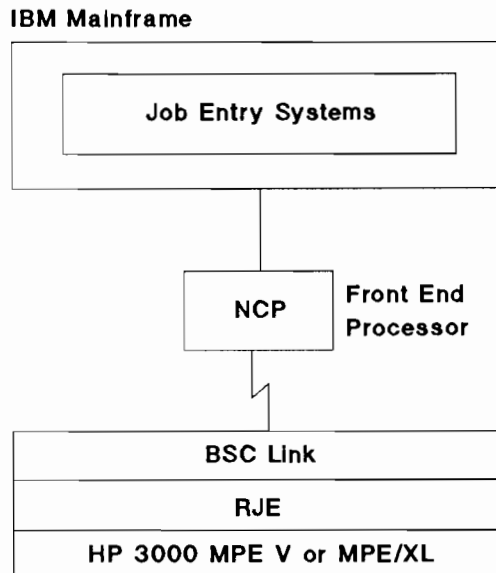 IBM Mainframe
Job Entry Systems
NCP
Front End
Processor
BSC Link
RJE
HP 3000 MPE V or MPE/XL